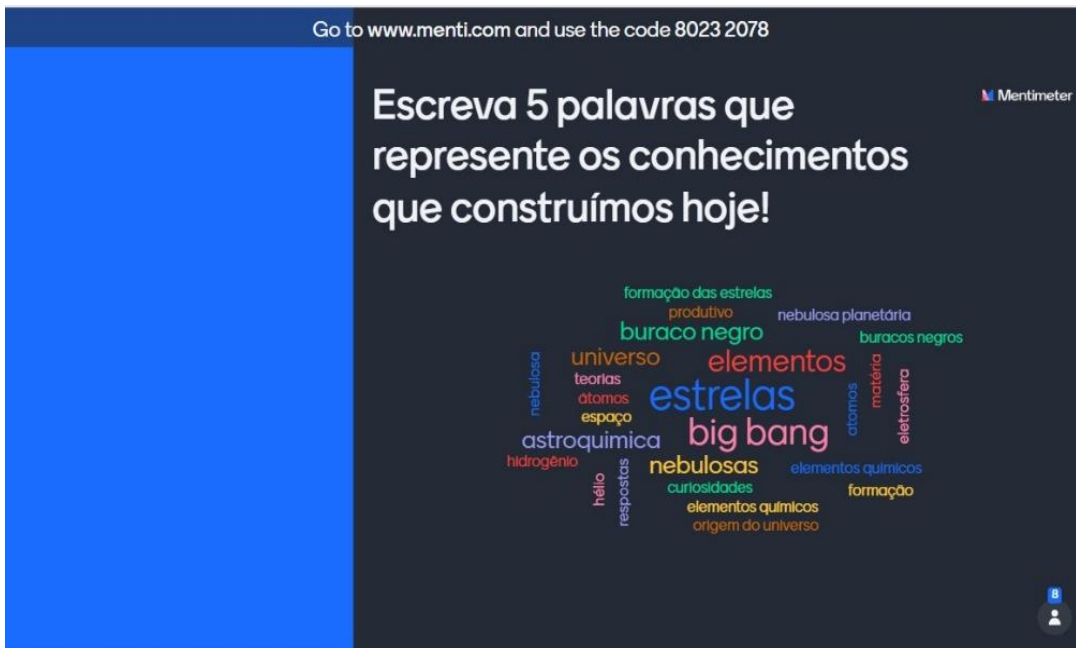 Go to www.menti.com and use the code 8023 2078
Mentimeter
Escreva 5 palavras que
represente os conhecimentos
que construímos hoje!
formação das estrelas
produtivo
nebulosa planetária
buraco negro
buracos negros
universo
elementos
nebulosa
teorias
átomos
espaço
estrelas
atomos
matéria
eletrosfera
astroquimica
big bang
hidrogênio
hélio
respostas
nebulosas
elementos quimicos
curiosidades
formação
elementos químicos
origem do universo
8